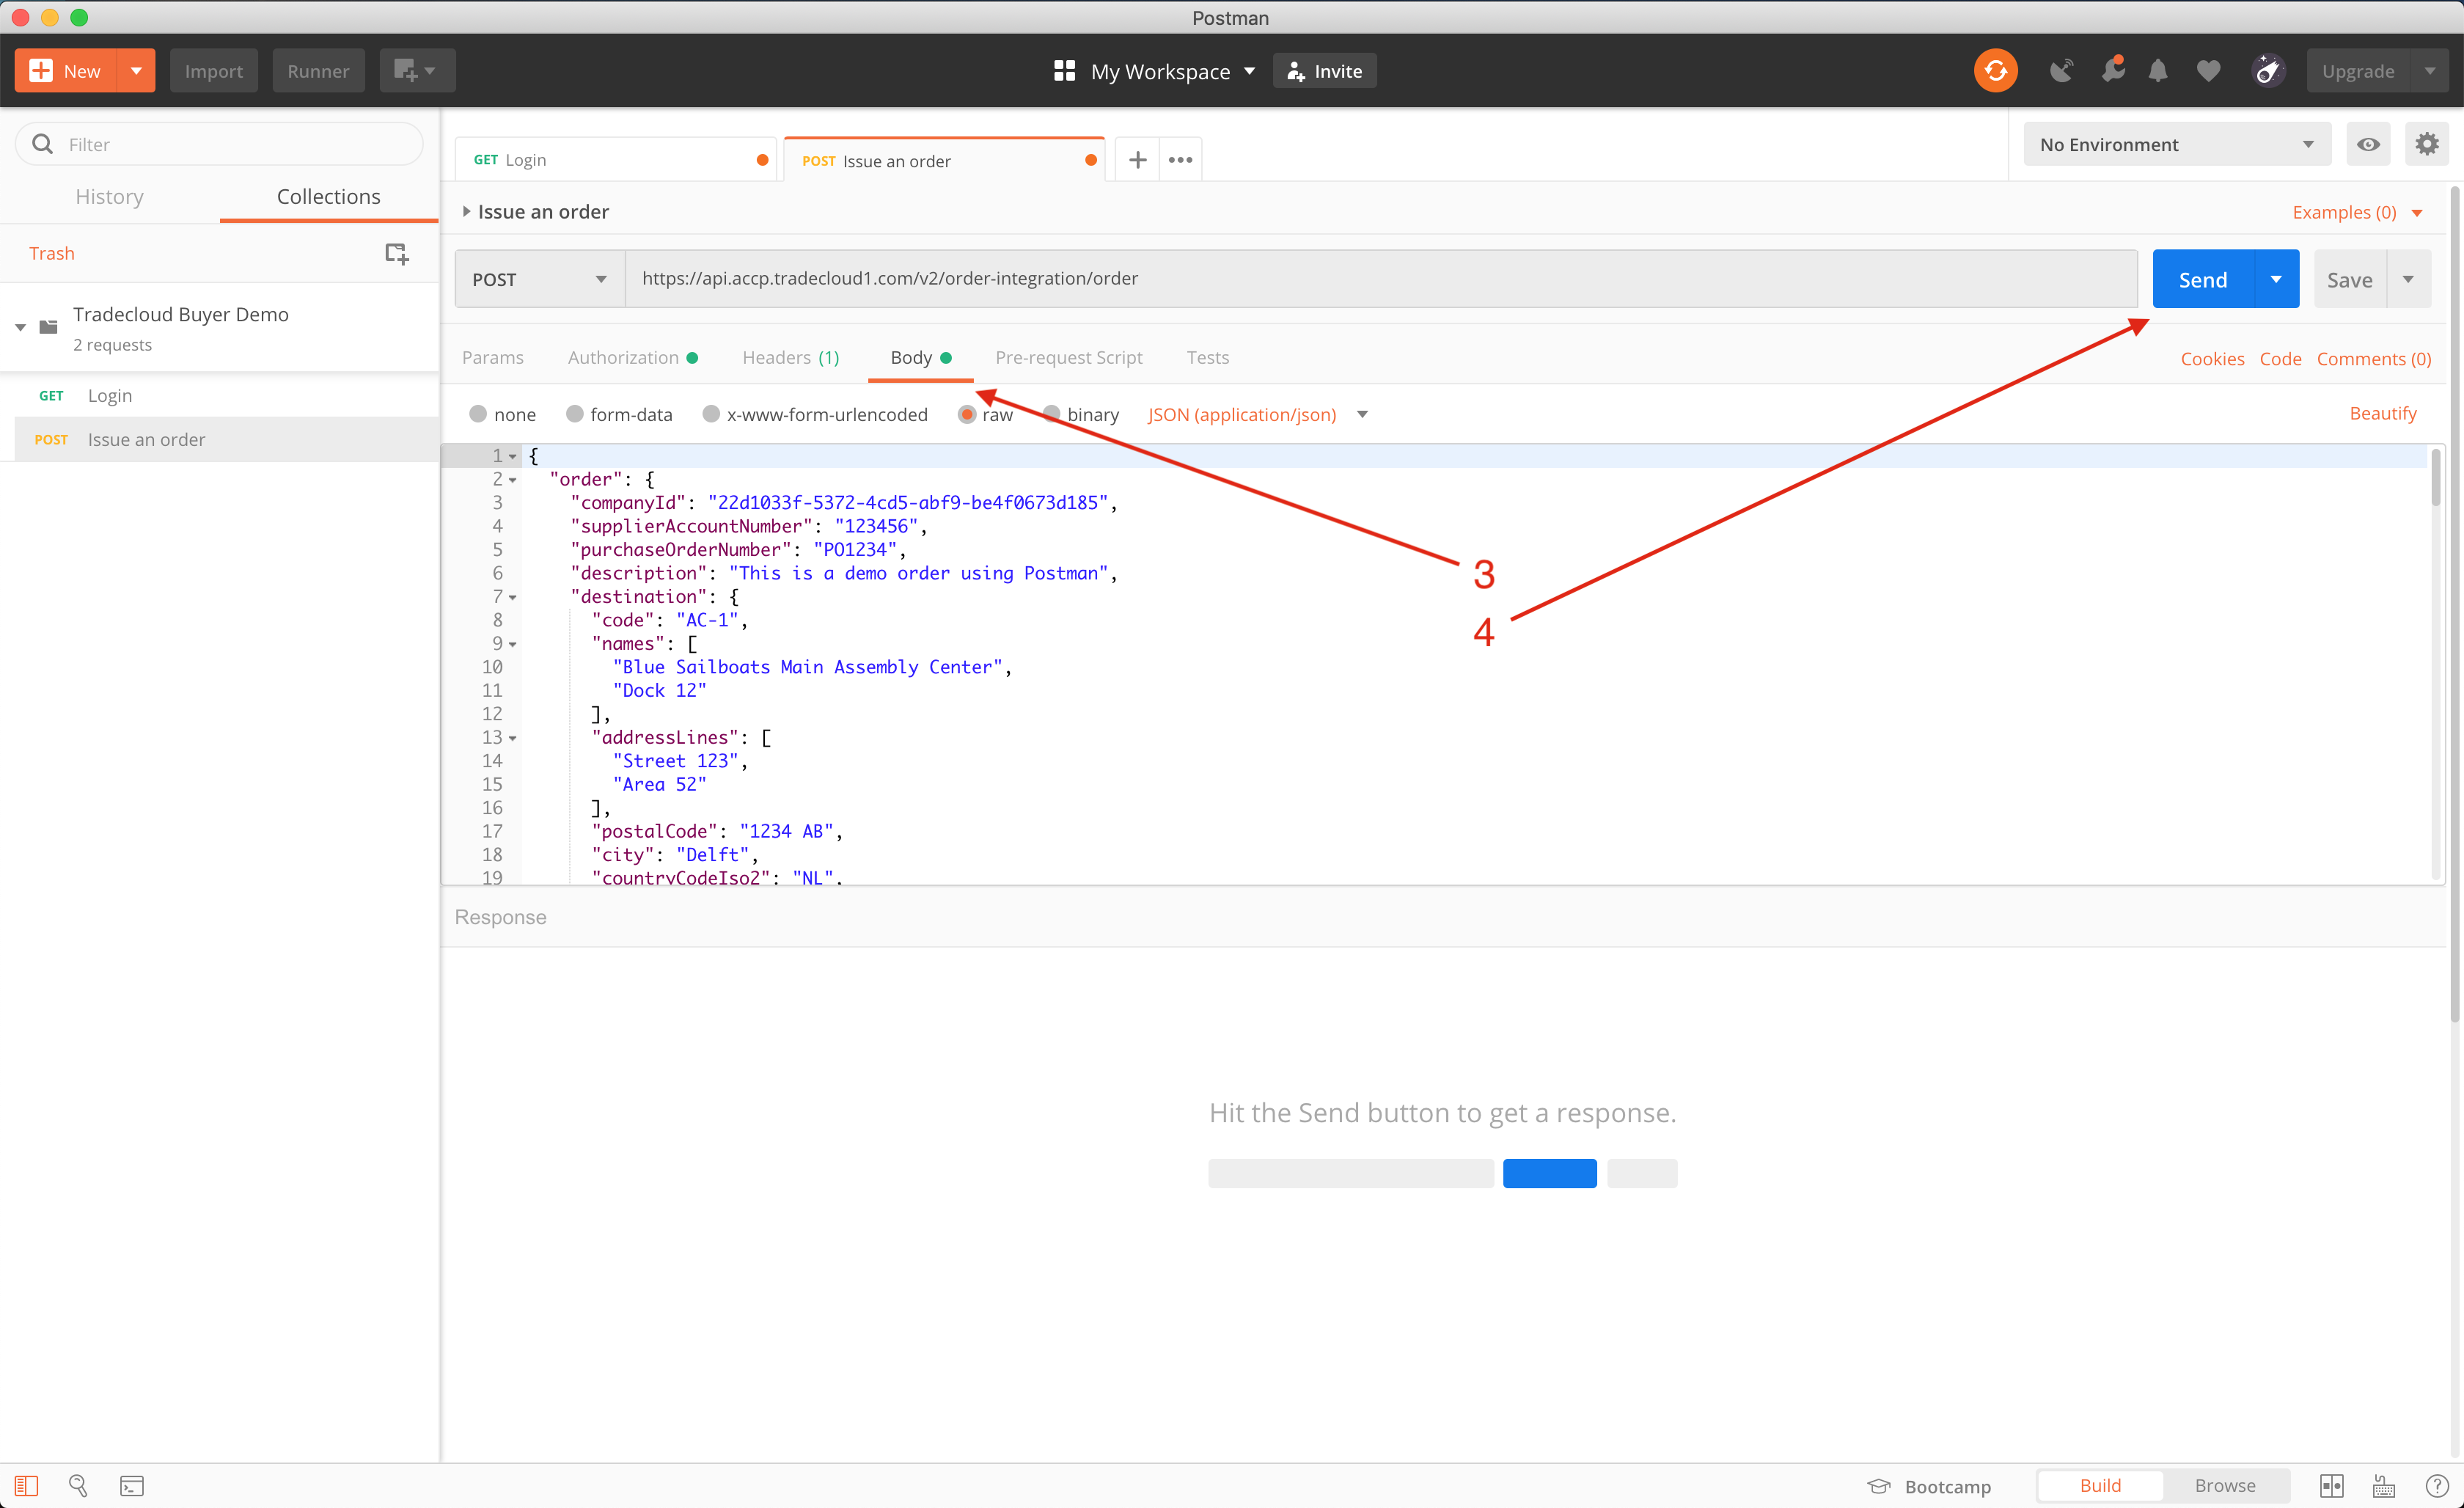 Postman
New
Import
Runner
My Workspace
Invite
Upgrade
Filter
History
Collections
Trash
Tradecloud Buyer Demo
2 requests
GET Login
POST Issue an order
GET Login
POST Issue an order
No Environment
Issue an order
Examples (0)
POST
https://api.accp.tradecloud1.com/v2/order-integration/order
Send
Save
Params
Authorization
Headers (1)
Body
Pre-request Script
Tests
Cookies
Code
Comments (0)
none
form-data
x-www-form-urlencoded
raw
binary
JSON (application/json)
Beautify
1 {
2 "order": {
3 "companyId": "22d1033f-5372-4cd5-abf9-be4f0673d185",
4 "supplierAccountNumber": "123456",
5 "purchaseOrderNumber": "PO1234",
6 "description": "This is a demo order using Postman",
7 "destination": {
8 "code": "AC-1",
9 "names": [
10 "Blue Sailboats Main Assembly Center",
11 "Dock 12"
12 ],
13 "addressLines": [
14 "Street 123",
15 "Area 52"
16 ],
17 "postalCode": "1234 AB",
18 "city": "Delft",
19 "countryCodeIso2": "NL",
3
4
Response
Hit the Send button to get a response.
Bootcamp
Build
Browse